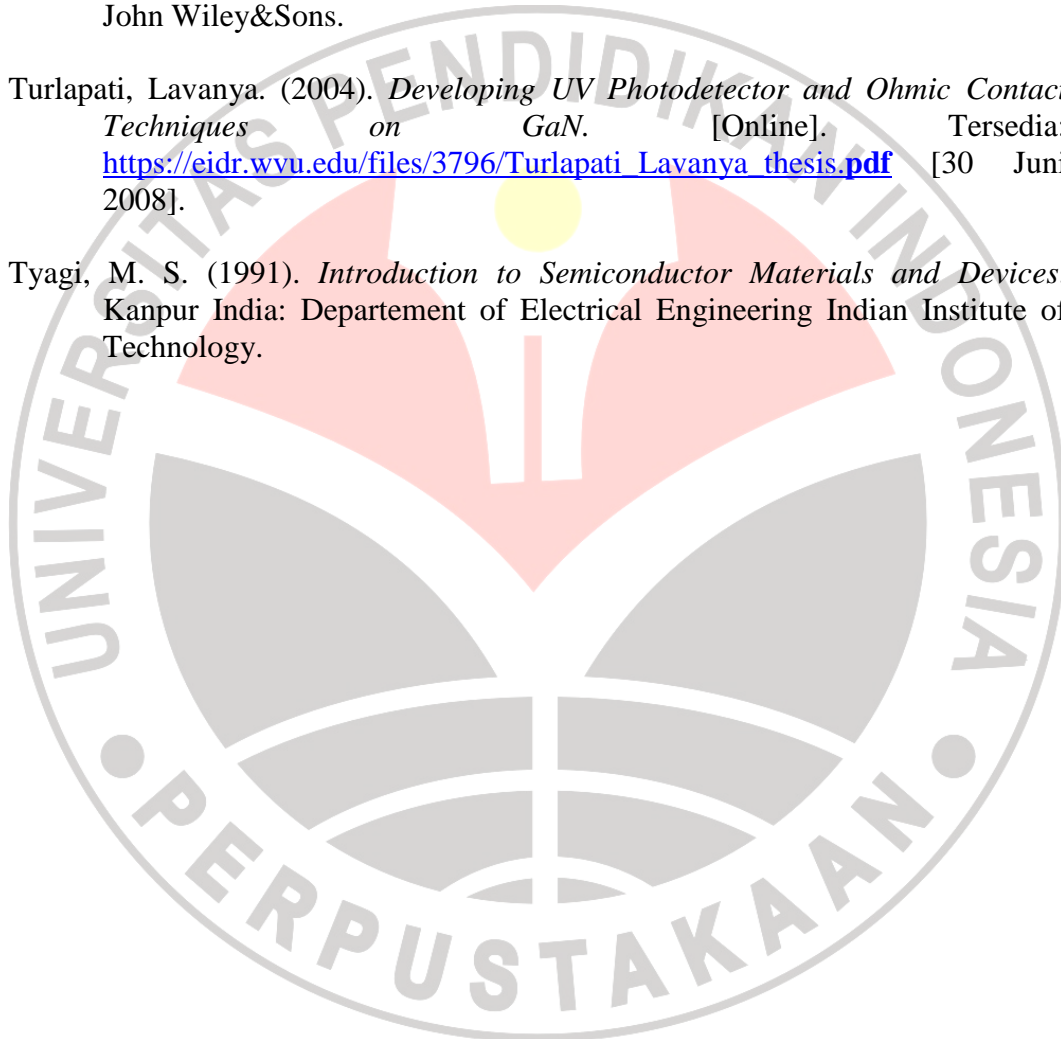 John Wiley&Sons.
Turlapati, Lavanya. (2004). Developing UV Photodetector and Ohmic Contact
Techniques on GaN. [Online]. Tersedia:
https://eidr.wvu.edu/files/3796/Turlapati_Lavanya_thesis.pdf [30 Juni
2008].
Tyagi, M. S. (1991). Introduction to Semiconductor Materials and Devices.
Kanpur India: Departement of Electrical Engineering Indian Institute of
Technology.
UNIVERSITAS PENDIDIKAN INDONESIA
PERPUSTAKAAN